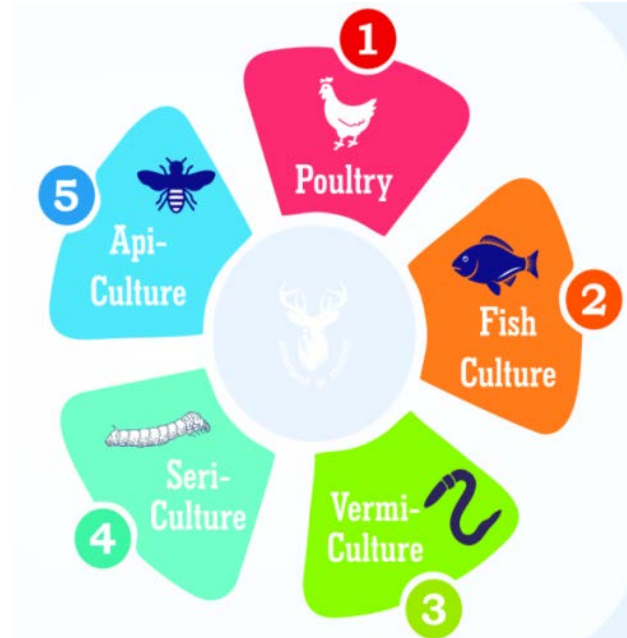 1
Poultry
2
Fish
Culture
3
Vermi-
Culture
4
Seri-
Culture
5
Api-
Culture